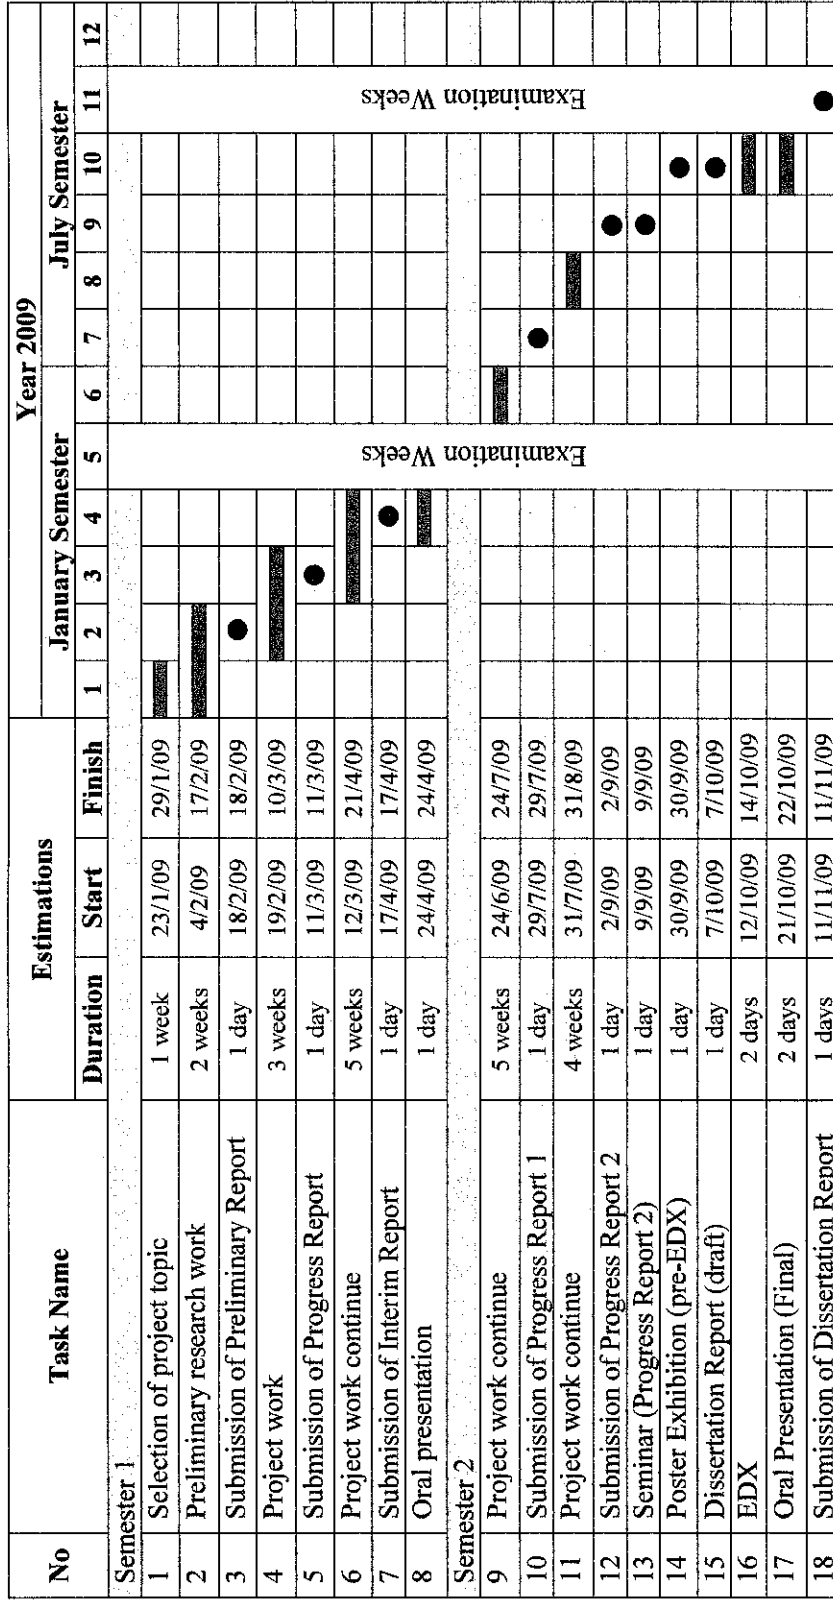 No Task Name Estimations Year 2009
January Semester July Semester
Duration Start Finish 1 2 3 4 5 6 7 8 9 10 11 12
Semester 1
1 Selection of project topic 1 week 23/1/09 29/1/09
2 Preliminary research work 2 weeks 4/2/09 17/2/09
3 Submission of Preliminary Report 1 day 18/2/09 18/2/09
4 Project work 3 weeks 19/2/09 10/3/09
5 Submission of Progress Report 1 day 11/3/09 11/3/09
6 Project work continue 5 weeks 12/3/09 21/4/09
7 Submission of Interim Report 1 day 17/4/09 17/4/09
8 Oral presentation 1 day 24/4/09 24/4/09
Semester 2
9 Project work continue 5 weeks 24/6/09 24/7/09
10 Submission of Progress Report 1 1 day 29/7/09 29/7/09
11 Project work continue 4 weeks 31/7/09 31/8/09
12 Submission of Progress Report 2 1 day 2/9/09 2/9/09
13 Seminar (Progress Report 2) 1 day 9/9/09 9/9/09
14 Poster Exhibition (pre-EDX) 1 day 30/9/09 30/9/09
15 Dissertation Report (draft) 1 day 7/10/09 7/10/09
16 EDX 2 days 12/10/09 14/10/09
17 Oral Presentation (Final) 2 days 21/10/09 22/10/09
18 Submission of Dissertation Report 1 days 11/11/09 11/11/09
Examination Weeks
Examination Weeks